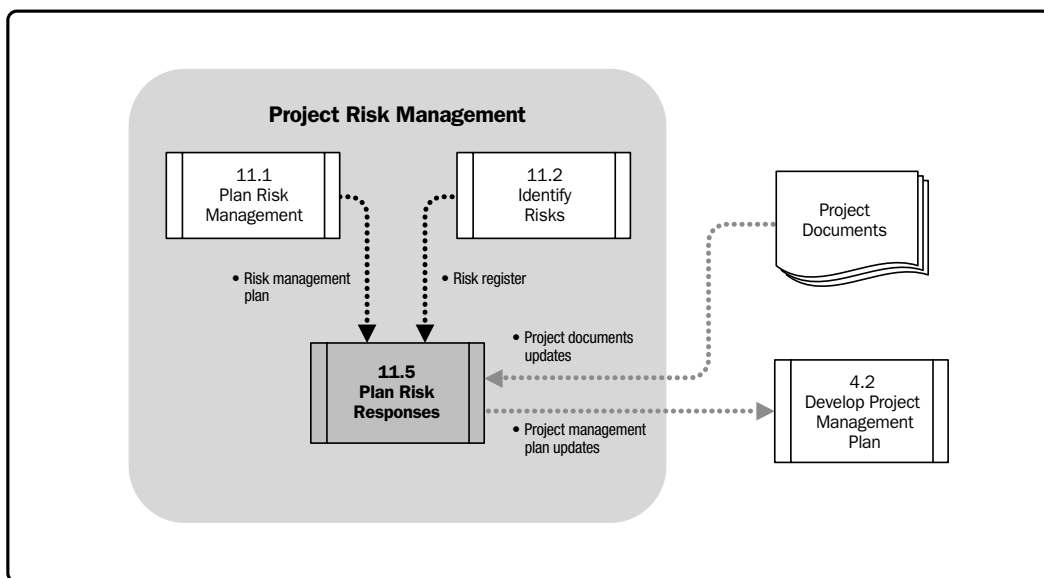 Project Risk Management
11.1
Plan Risk
Management
11.2
Identify
Risks
Project
Documents
• Risk management
plan
• Risk register
• Project documents
updates
11.5
Plan Risk
Responses
4.2
Develop Project
Management
Plan
• Project management
plan updates